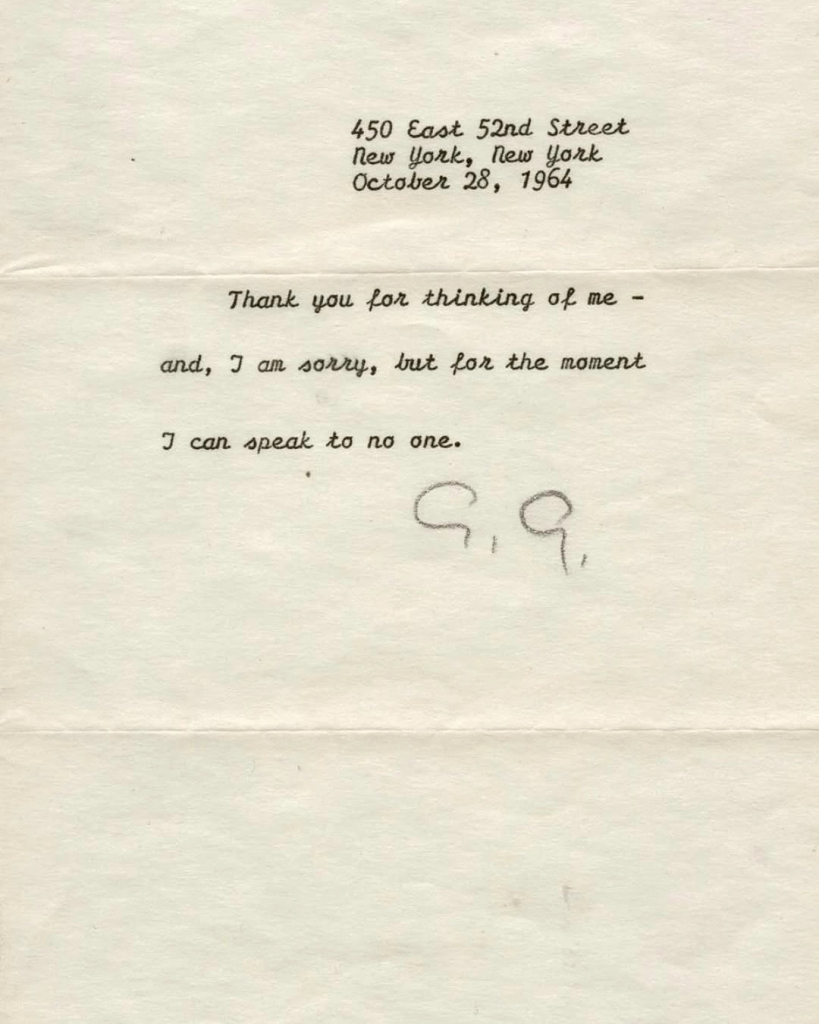 450 East 52nd Street
New York, New York
October 28, 1964
Thank you for thinking of me -
and, I am sorry, but for the moment
I can speak to no one.
G. G.